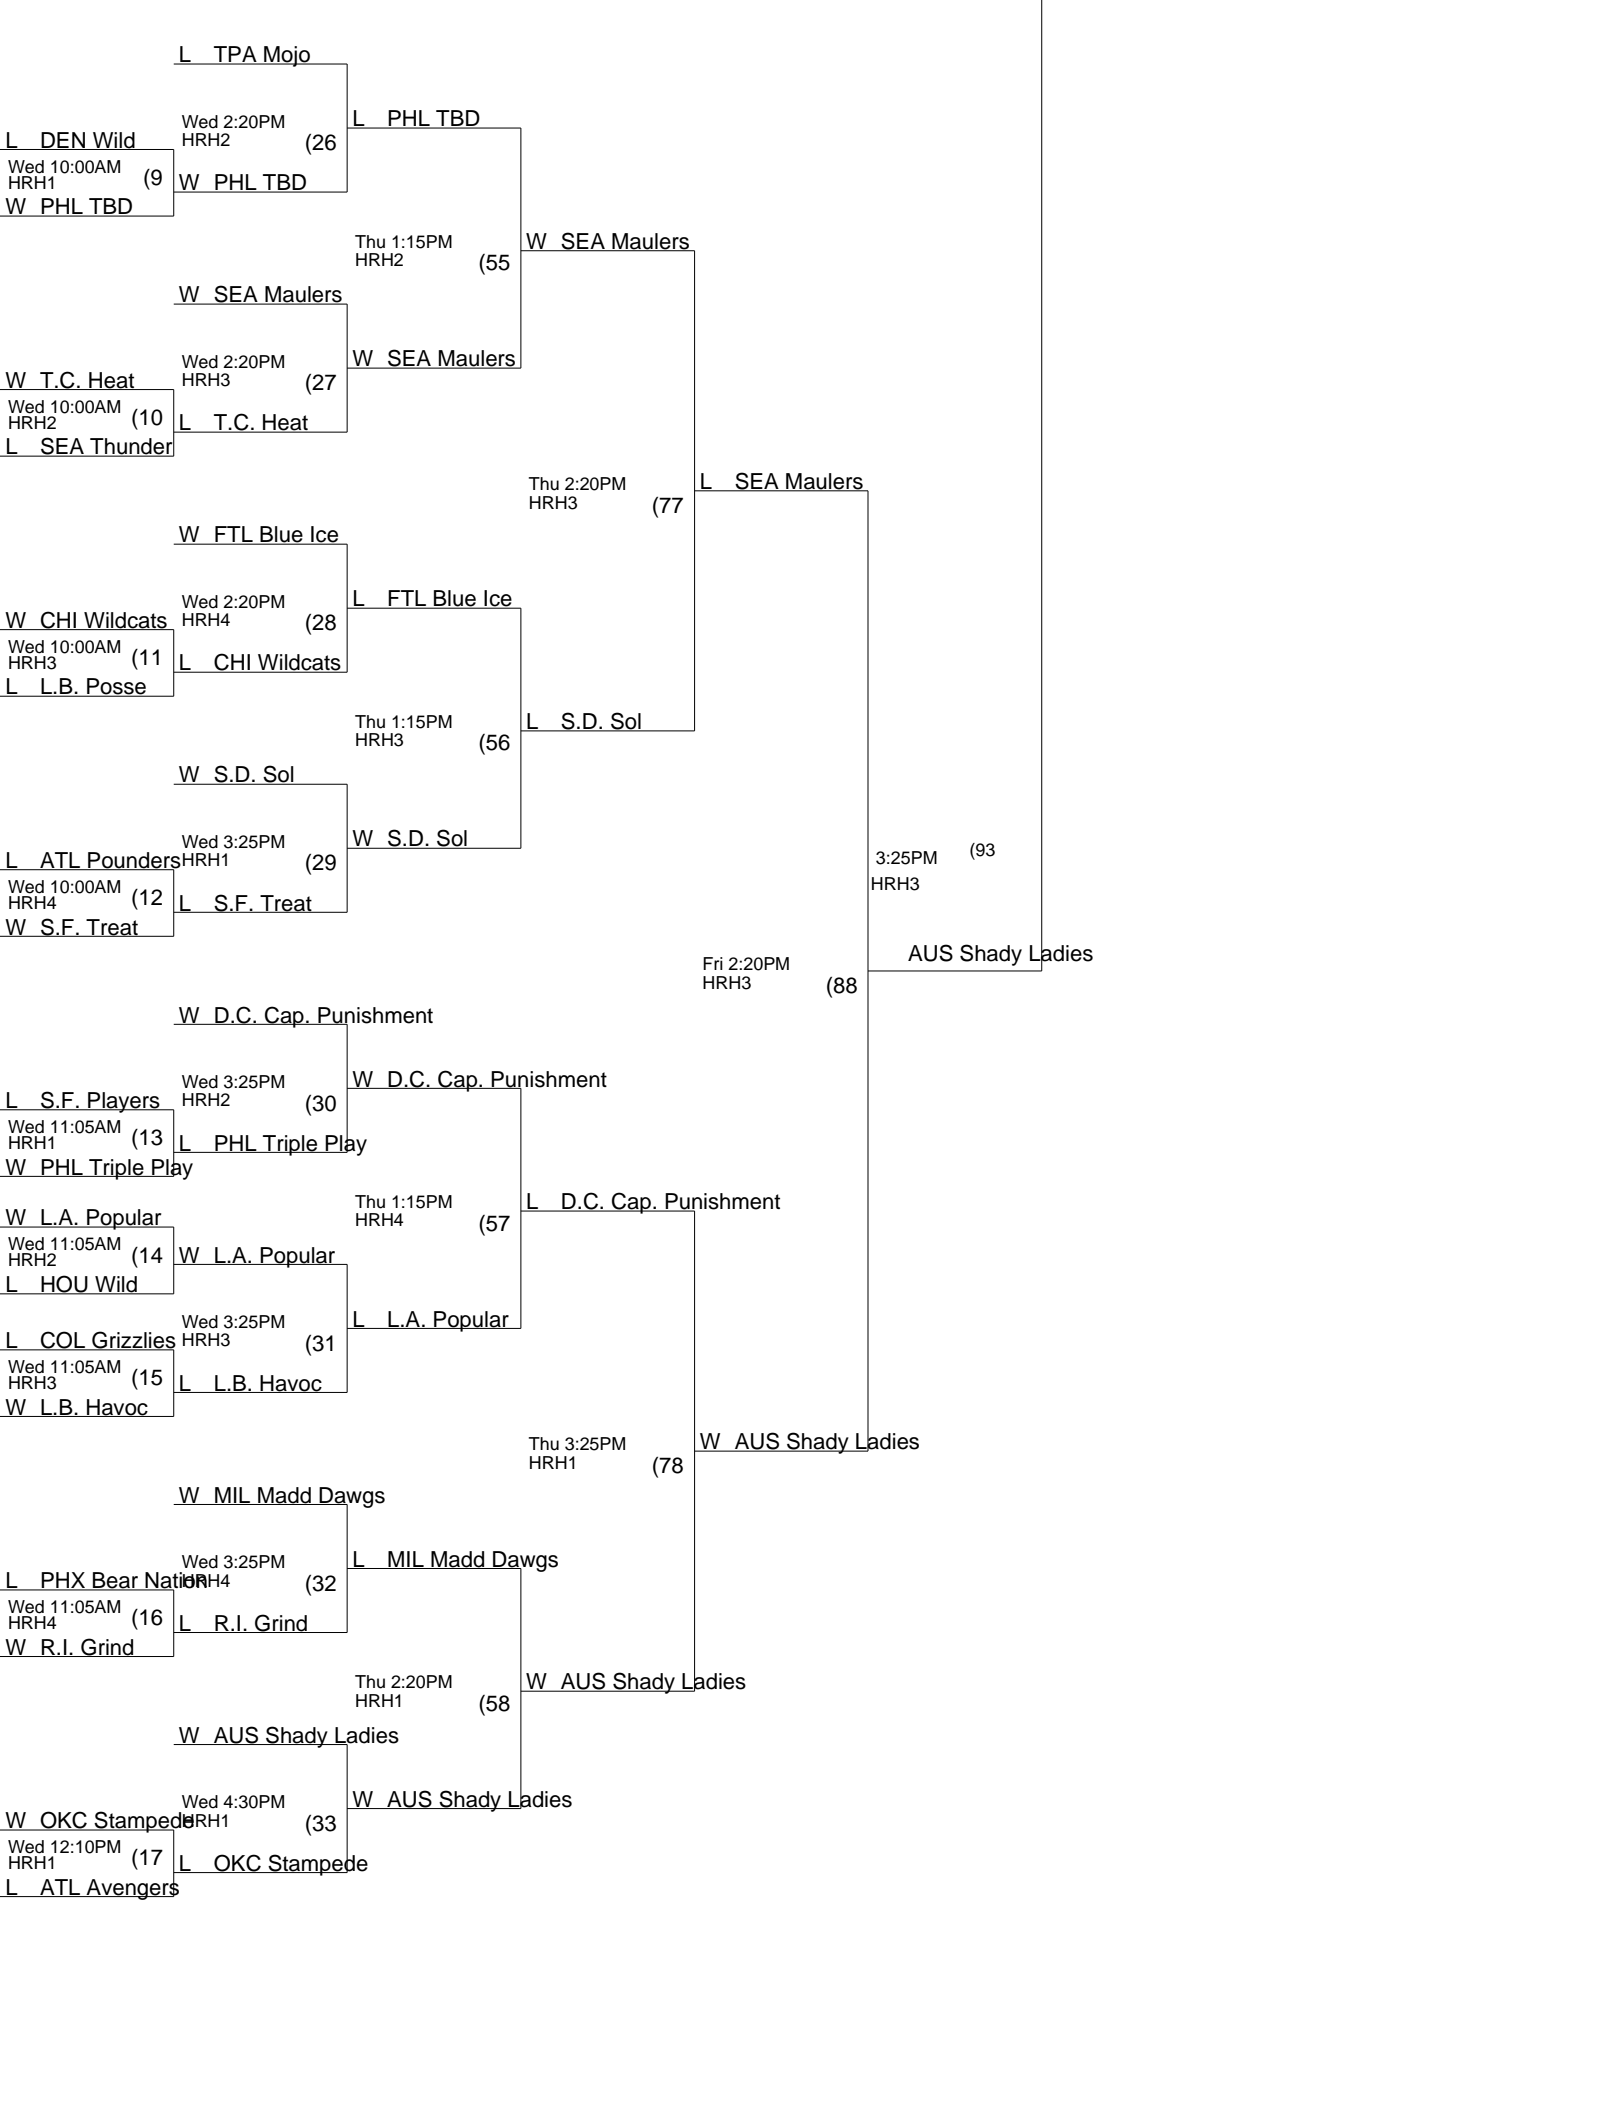 L TPA Mojo
Wed 2:20PM
L PHL TBD
HRH2 (26
L DEN Wild
Wed 10:00AM
HRH1 (9
W PHL TBD
W PHL TBD
Thu 1:15PM
W SEA Maulers
HRH2 (55
W SEA Maulers
Wed 2:20PM
W SEA Maulers
HRH3 (27
W T.C. Heat
Wed 10:00AM
HRH2 (10
L T.C. Heat
L SEA Thunder
Thu 2:20PM
L SEA Maulers
HRH3 (77
W FTL Blue Ice
Wed 2:20PM
L FTL Blue Ice
HRH4 (28
W CHI Wildcats
Wed 10:00AM
HRH3 (11
L CHI Wildcats
L L.B. Posse
Thu 1:15PM
L S.D. Sol
HRH3 (56
W S.D. Sol
Wed 3:25PM
W S.D. Sol
HRH1 (29
3:25PM (93
HRH3
L ATL Pounders
Wed 10:00AM
HRH4 (12
L S.F. Treat
W S.F. Treat
AUS Shady Ladies
Fri 2:20PM
HRH3 (88
W D.C. Cap. Punishment
Wed 3:25PM
W D.C. Cap. Punishment
HRH2 (30
L S.F. Players
Wed 11:05AM
HRH1 (13
L PHL Triple Play
W PHL Triple Play
Thu 1:15PM
L D.C. Cap. Punishment
HRH4 (57
W L.A. Popular
Wed 11:05AM
HRH2 (14
W L.A. Popular
L HOU Wild
Wed 3:25PM
L L.A. Popular
HRH3 (31
L COL Grizzlies
Wed 11:05AM
HRH3 (15
L L.B. Havoc
W L.B. Havoc
Thu 3:25PM
W AUS Shady Ladies
HRH1 (78
W MIL Madd Dawgs
Wed 3:25PM
L MIL Madd Dawgs
HRH4 (32
L PHX Bear Nation
Wed 11:05AM
HRH4 (16
L R.I. Grind
W R.I. Grind
Thu 2:20PM
W AUS Shady Ladies
HRH1 (58
W AUS Shady Ladies
Wed 4:30PM
W AUS Shady Ladies
HRH1 (33
W OKC Stampede
Wed 12:10PM
HRH1 (17
L OKC Stampede
L ATL Avengers